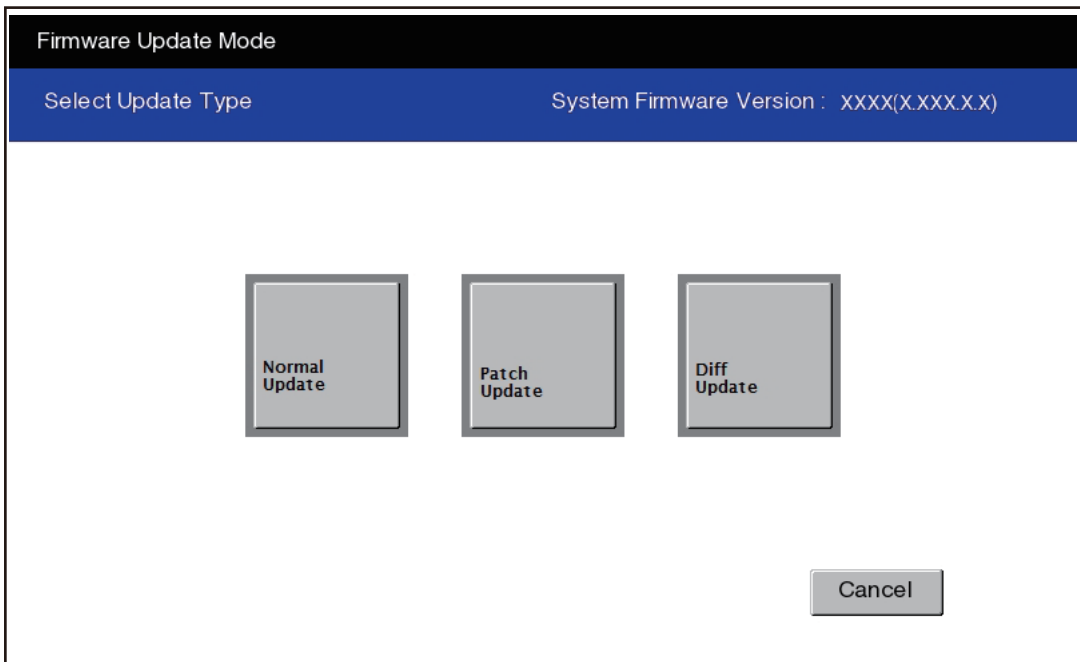 Firmware Update Mode
Select Update Type
System Firmware Version : XXXX(X.XXX.X.X)
Normal
Update
Patch
Update
Diff
Update
Cancel